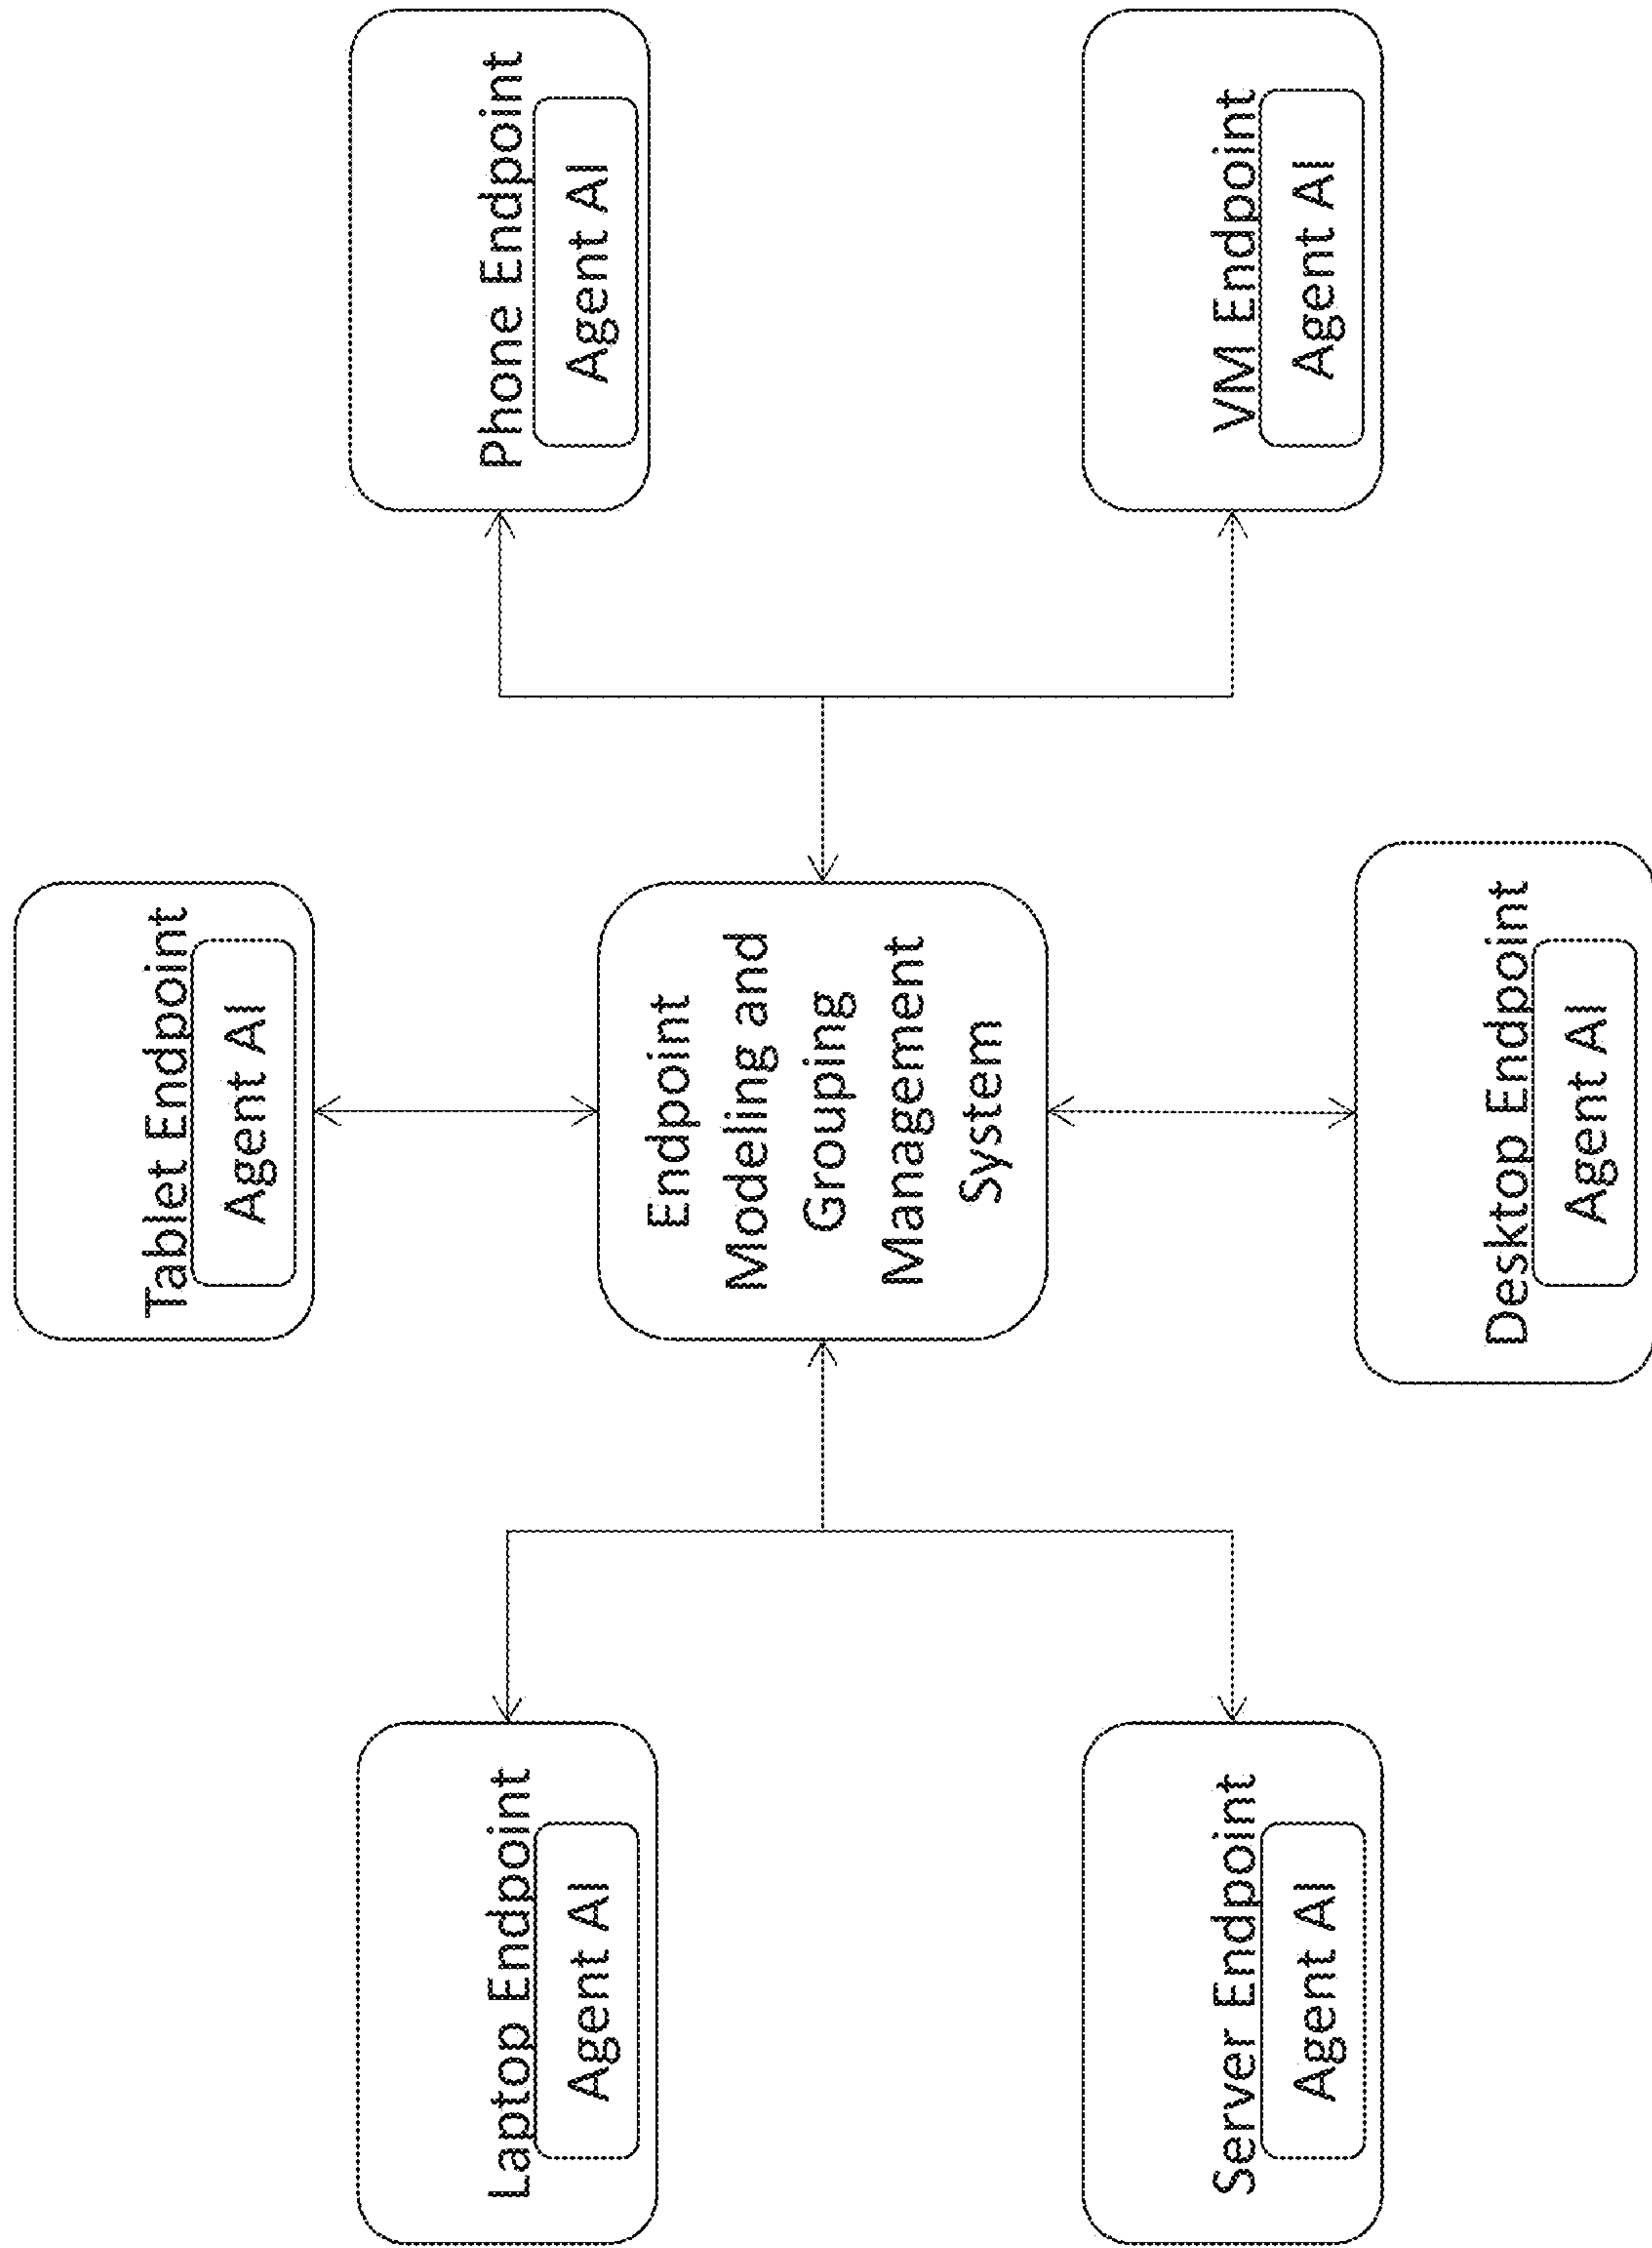 Tablet Endpoint
Agent AI
Laptop Endpoint
Agent AI
Phone Endpoint
Agent AI
Endpoint
Modeling and
Grouping
Management
System
Server Endpoint
Agent AI
VM Endpoint
Agent AI
Desktop Endpoint
Agent AI